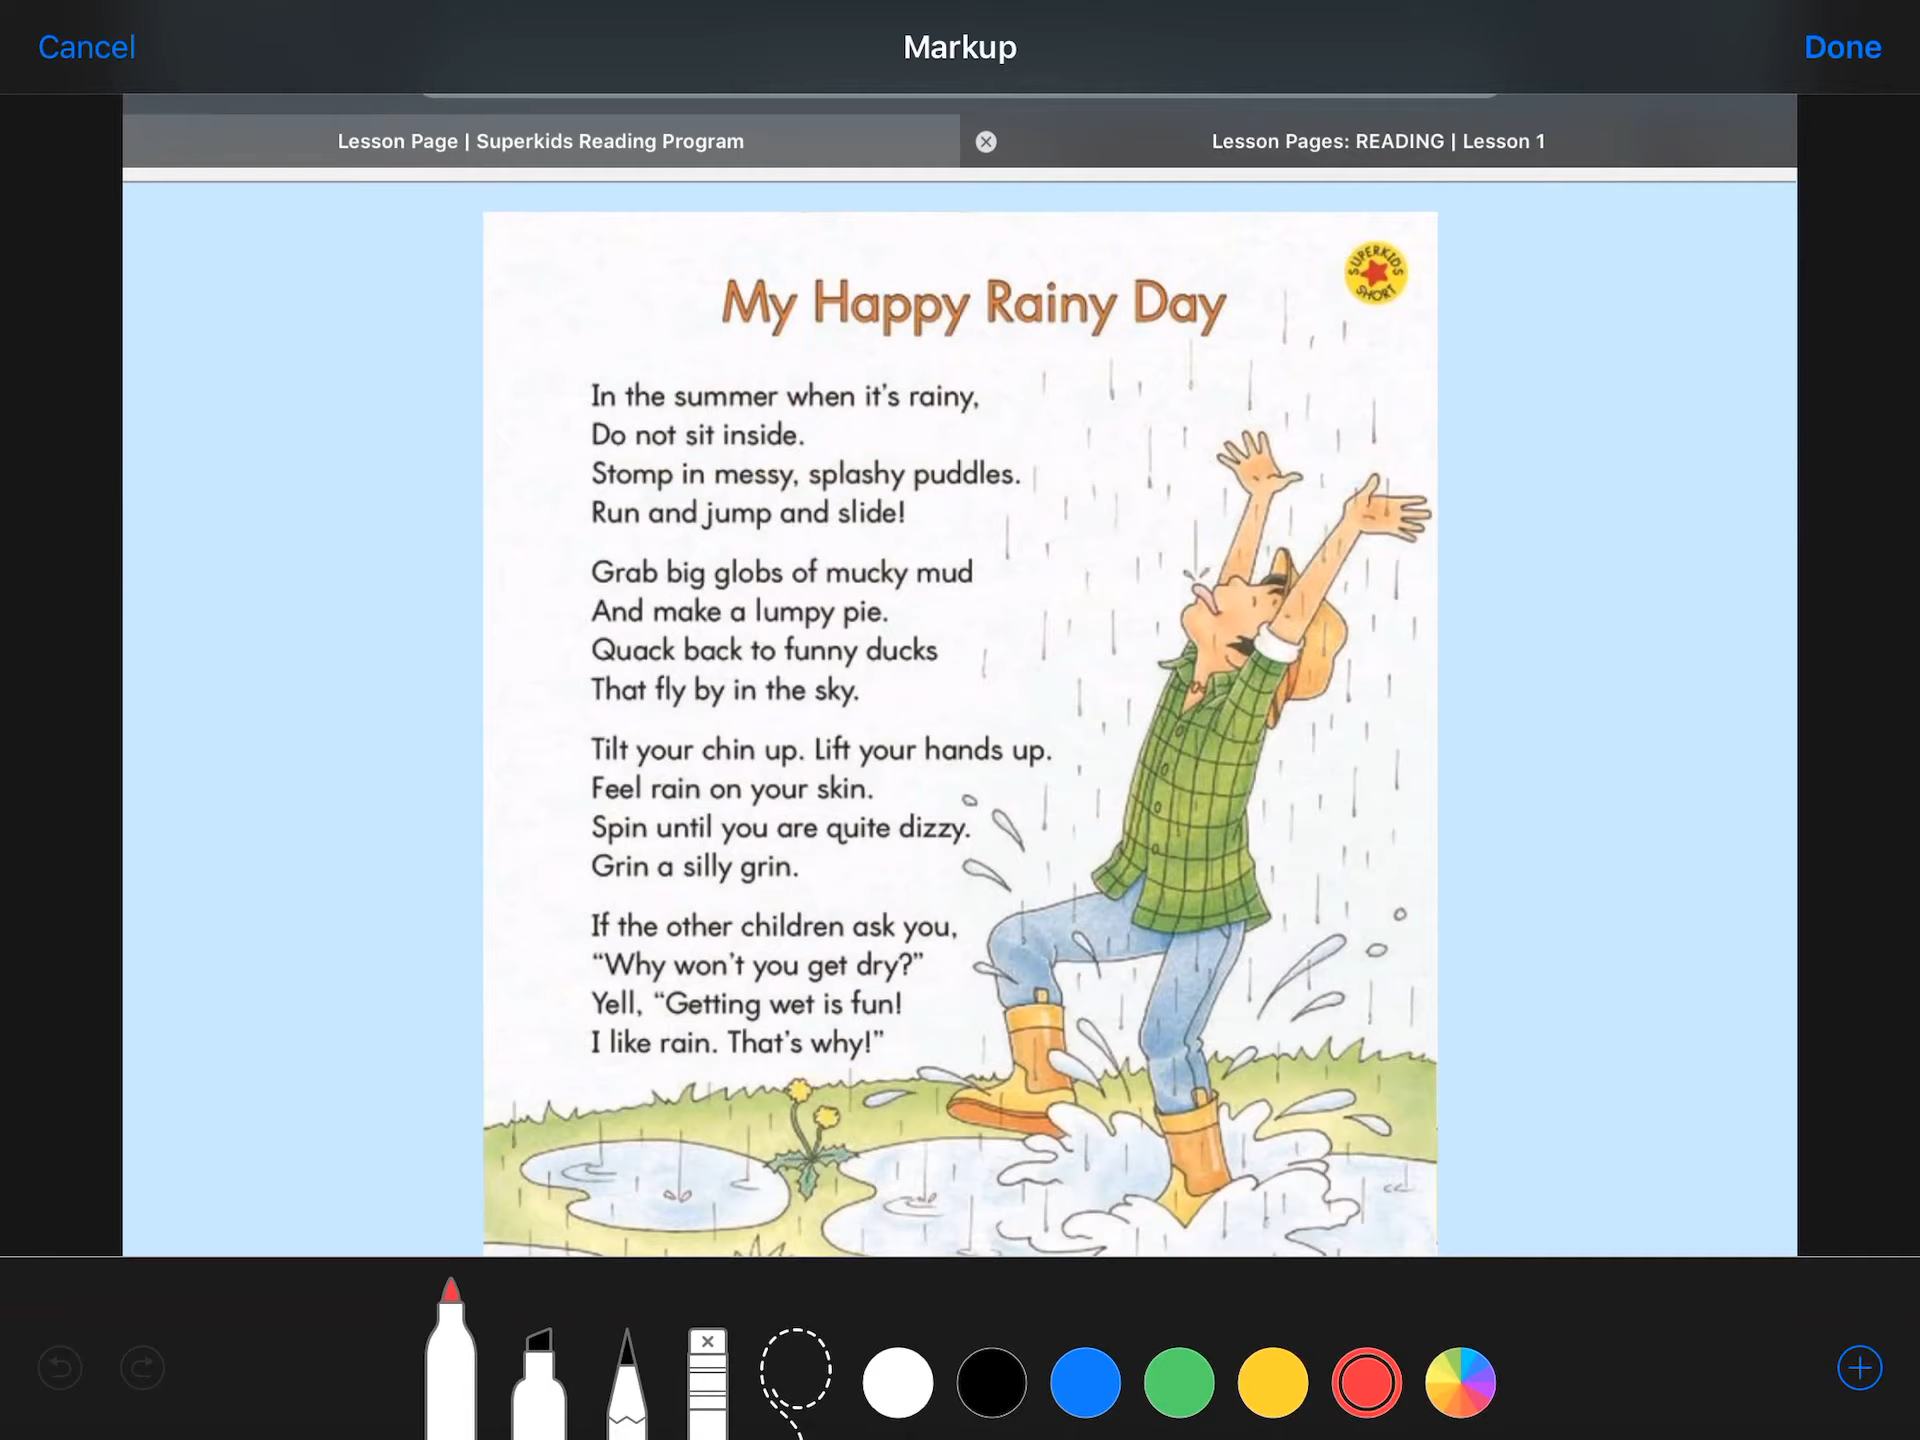 Cancel
Markup
Done
Lesson Page | Superkids Reading Program
Lesson Pages: READING | Lesson 1
SUPERKIDS
SHORT
My Happy Rainy Day
In the summer when it's rainy,
Do not sit inside.
Stomp in messy, splashy puddles.
Run and jump and slide!
Grab big globs of mucky mud
And make a lumpy pie.
Quack back to funny ducks
That fly by in the sky.
Tilt your chin up. Lift your hands up.
Feel rain on your skin.
Spin until you are quite dizzy.
Grin a silly grin.
If the other children ask you,
“Why won't you get dry?”
Yell, “Getting wet is fun!
I like rain. That's why!”